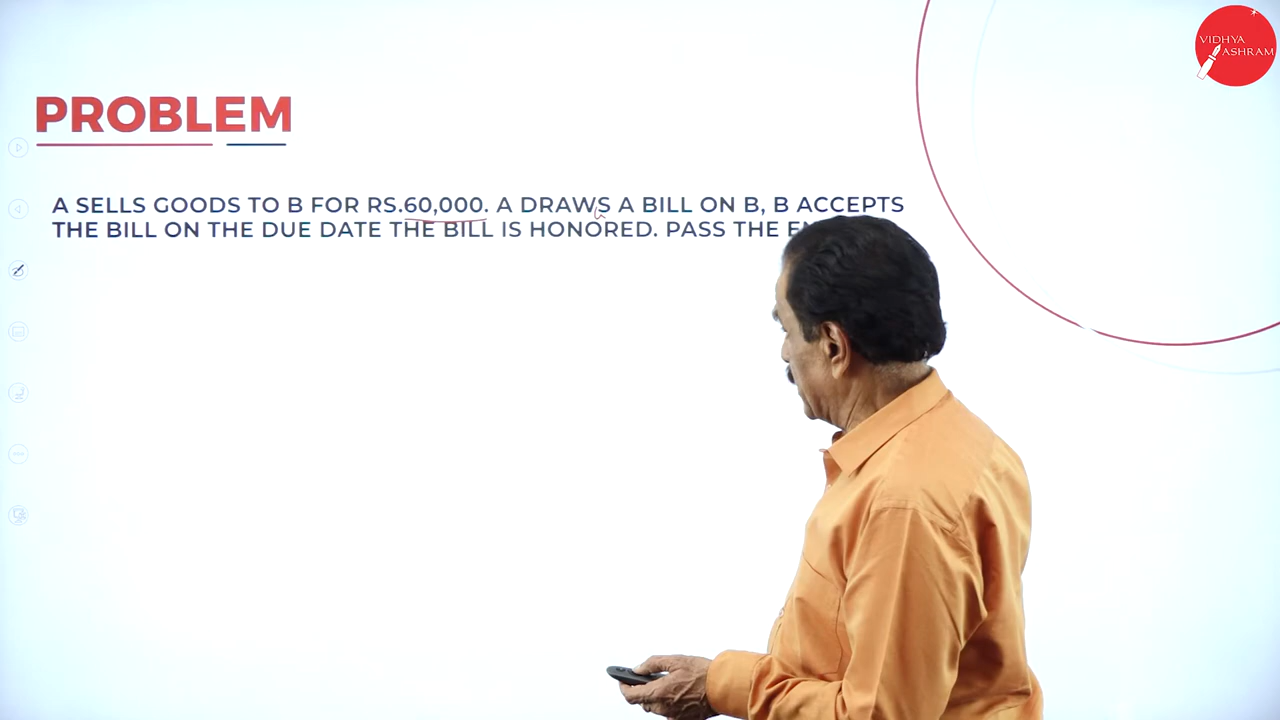 VIDHYA
ASHRAM
PROBLEM
A SELLS GOODS TO B FOR RS.60,000. A DRAWS A BILL ON B, B ACCEPTS
THE BILL ON THE DUE DATE THE BILL IS HONORED. PASS THE